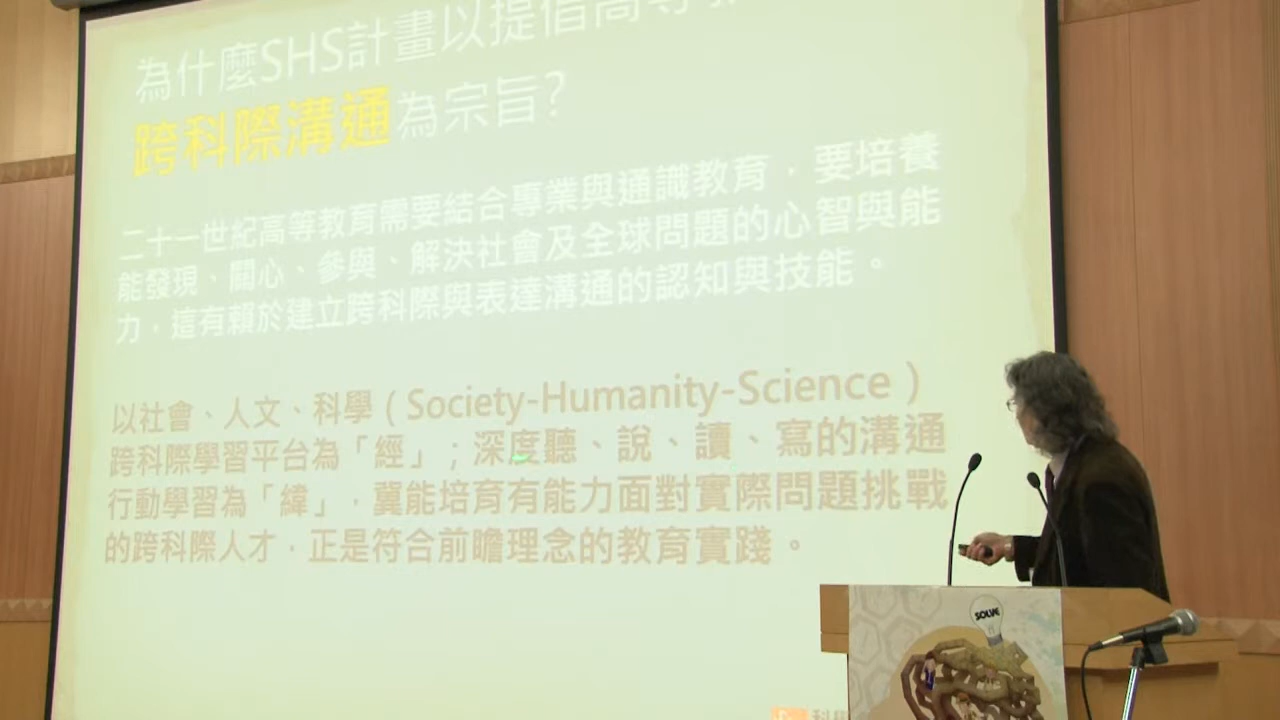 為什麼SHS計畫以提倡高等教
跨科際溝通為宗旨?
二十一世紀高等教育需要結合專業與通識教育，要培養
能發現、關心、參與、解決社會及全球問題的心智與能
力，這有賴於建立跨科際與表達溝通的認知與技能。
以社會、人文、科學（Society-Humanity-Science）
跨科際學習平台為「經」；深度聽、說、讀、寫的溝通
行動學習為「緯」，冀能培育有能力面對實際問題挑戰
的跨科際人才，正是符合前瞻理念的教育實踐。
SOLVE